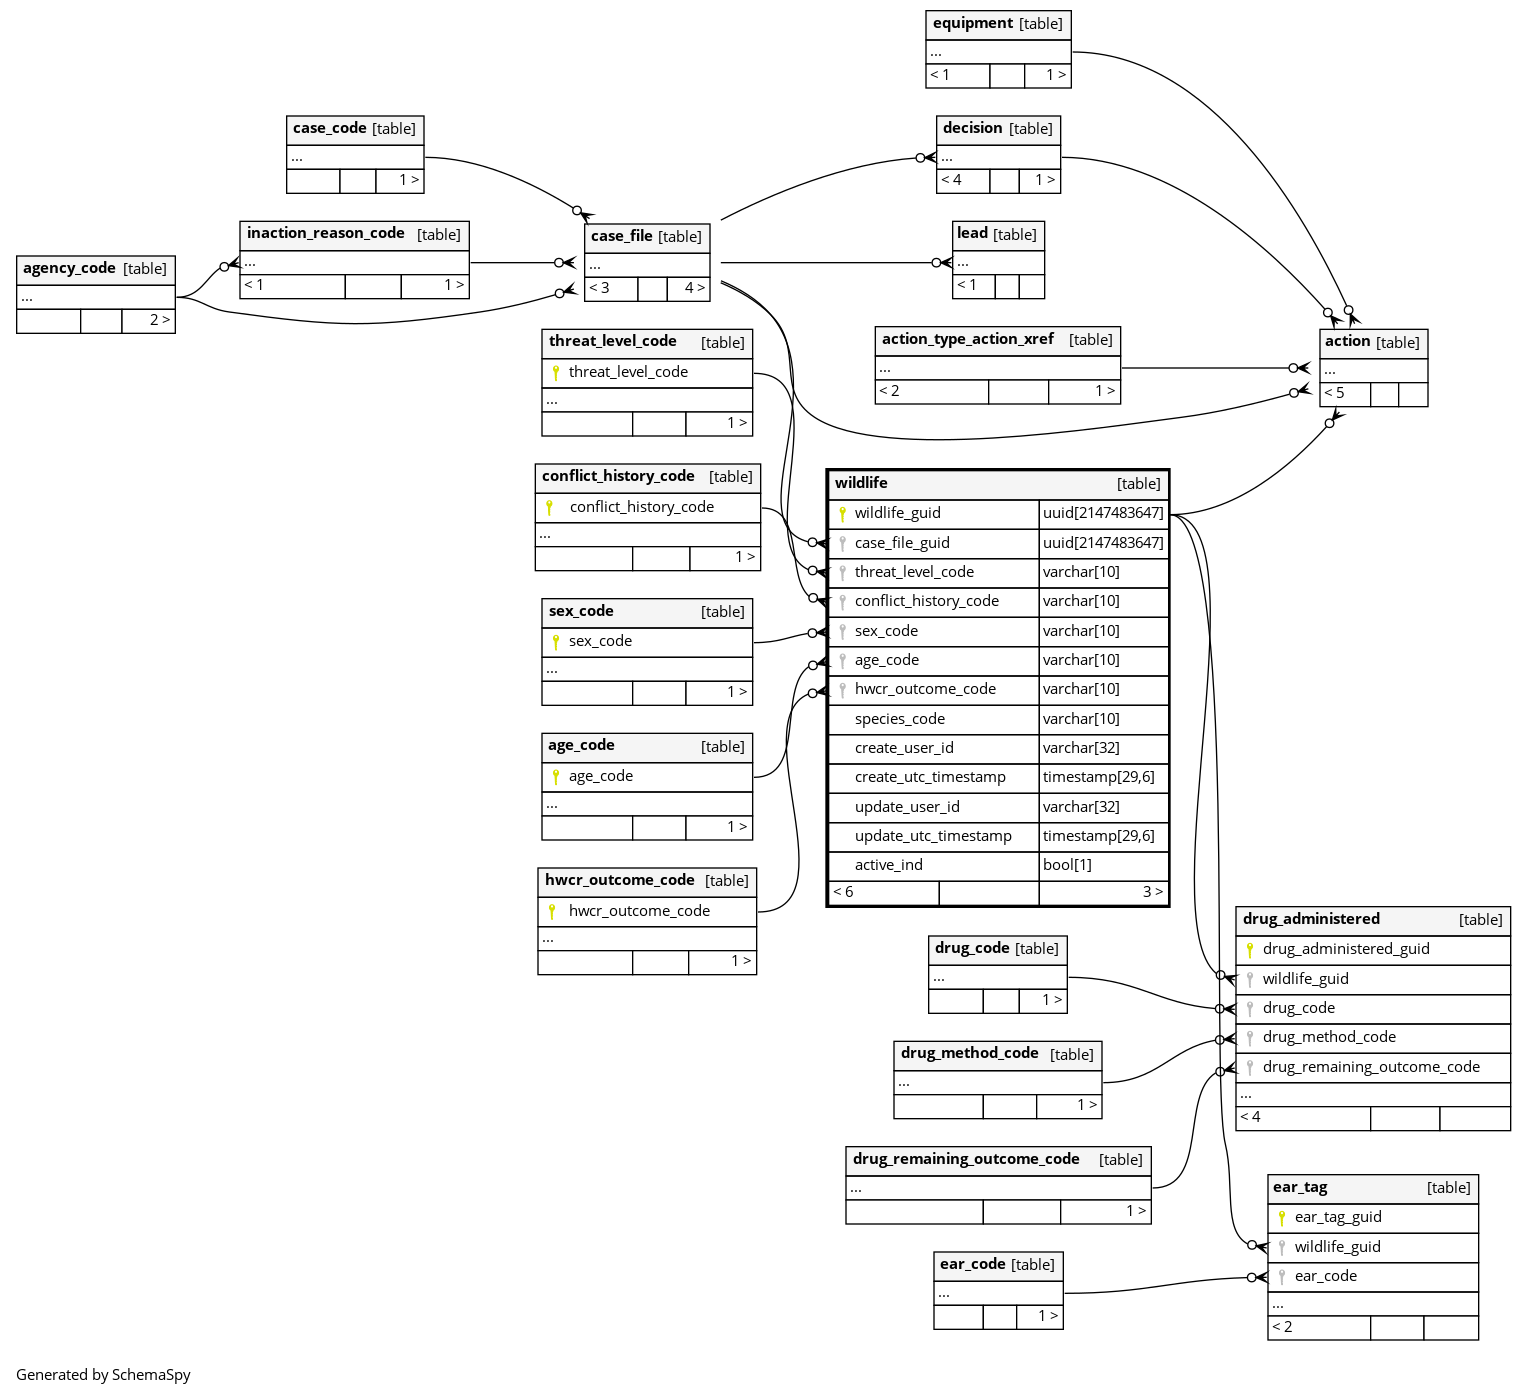 equipment [table]
...
< 1 1 >
case_code [table]
...
1 >
decision [table]
...
< 4 1 >
inaction_reason_code [table]
...
< 1 1 >
case_file [table]
...
< 3 4 >
lead [table]
...
< 1
agency_code [table]
...
2 >
threat_level_code [table]
threat_level_code
...
1 >
action_type_action_xref [table]
...
< 2 1 >
action [table]
...
< 5
conflict_history_code [table]
conflict_history_code
...
1 >
wildlife [table]
wildlife_guid uuid[2147483647]
case_file_guid uuid[2147483647]
threat_level_code varchar[10]
conflict_history_code varchar[10]
sex_code varchar[10]
age_code varchar[10]
hwcr_outcome_code varchar[10]
species_code varchar[10]
create_user_id varchar[32]
create_utc_timestamp timestamp[29,6]
update_user_id varchar[32]
update_utc_timestamp timestamp[29,6]
active_ind bool[1]
< 6 3 >
sex_code [table]
sex_code
...
1 >
age_code [table]
age_code
...
1 >
hwcr_outcome_code [table]
hwcr_outcome_code
...
1 >
drug_administered [table]
drug_administered_guid
wildlife_guid
drug_code
drug_method_code
drug_remaining_outcome_code
...
< 4
drug_code [table]
...
1 >
drug_method_code [table]
...
1 >
drug_remaining_outcome_code [table]
...
1 >
ear_tag [table]
ear_tag_guid
wildlife_guid
ear_code
...
< 2
ear_code [table]
...
1 >
Generated by SchemaSpy